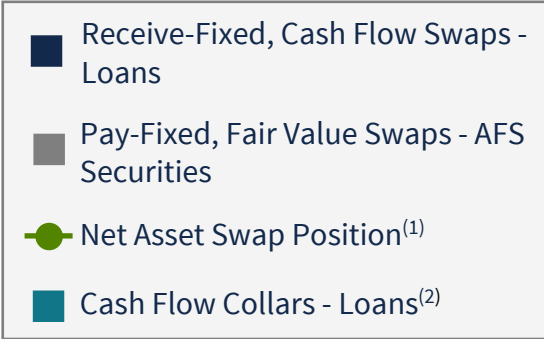 Receive-Fixed, Cash Flow Swaps -
Loans
Pay-Fixed, Fair Value Swaps - AFS
Securities
Net Asset Swap Position(1)
Cash Flow Collars - Loans(2)